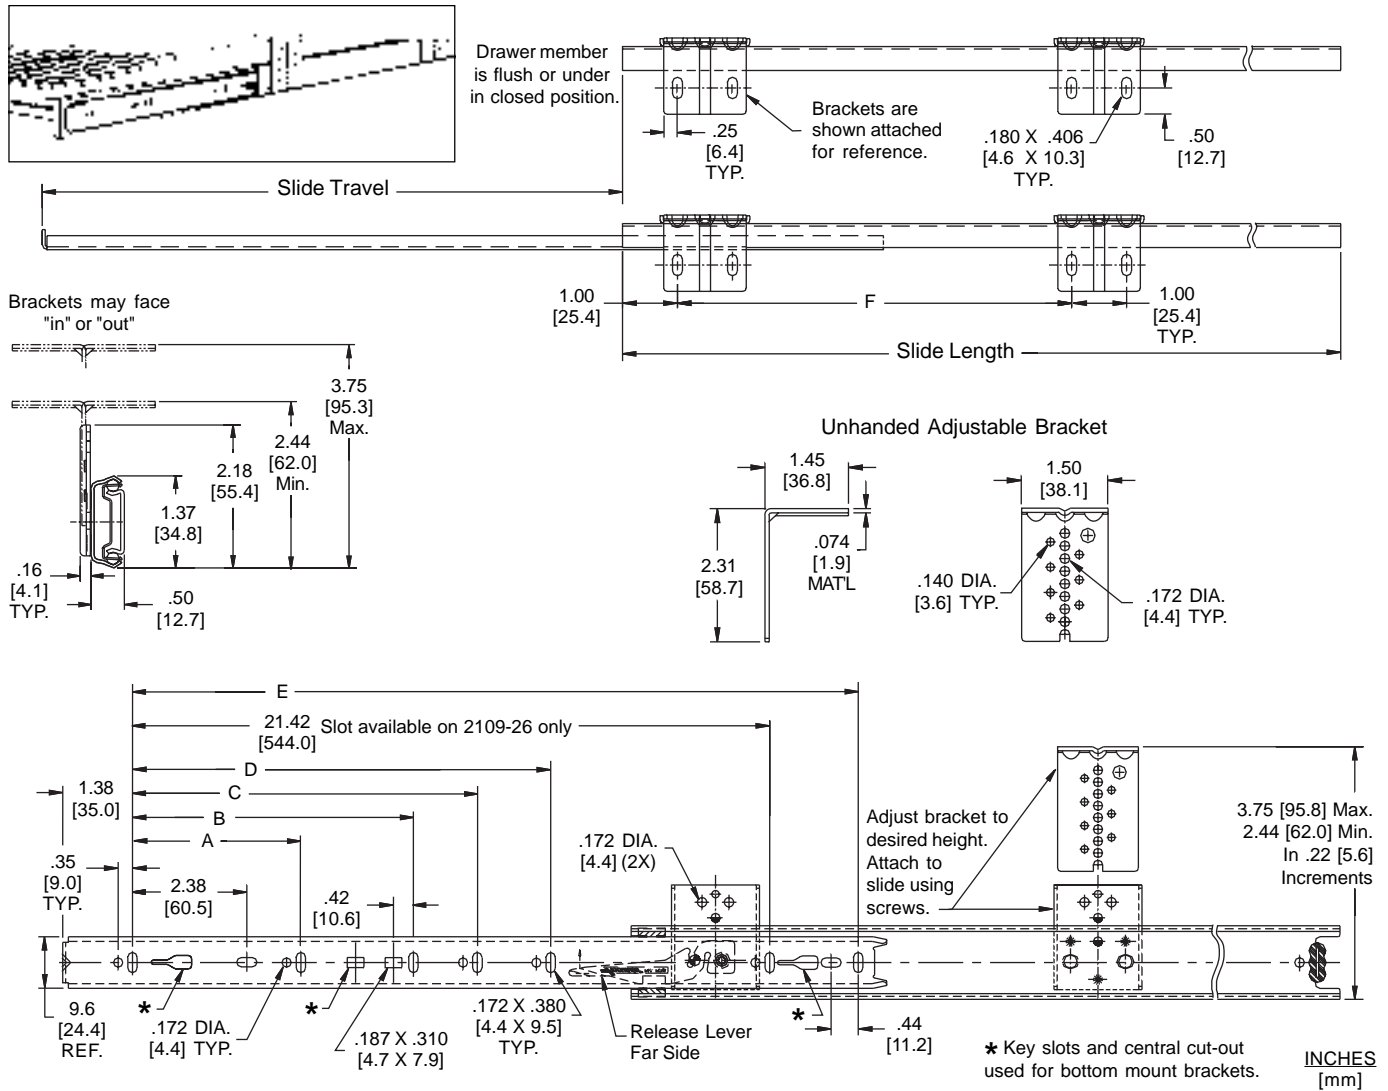 Drawer member
is flush or under
in closed position.
.25
[6.4]
TYP.
Brackets are
shown attached
for reference.
.180 X .406
[4.6 X 10.3]
TYP.
.50
[12.7]
Slide Travel
1.00
[25.4]
F
1.00
[25.4]
TYP.
Slide Length
Brackets may face
"in" or "out"
3.75
[95.3]
Max.
2.44
[62.0]
Min.
2.18
[55.4]
1.37
[34.8]
.16
[4.1]
TYP.
.50
[12.7]
Unhanded Adjustable Bracket
1.45
[36.8]
2.31
[58.7]
.074
[1.9]
MAT'L
1.50
[38.1]
.140 DIA.
[3.6] TYP.
.172 DIA.
[4.4] TYP.
E
21.42
[544.0]
Slot available on 2109-26 only
D
1.38
[35.0]
C
B
A
.35
[9.0]
TYP.
2.38
[60.5]
.42
[10.6]
.172 DIA.
[4.4] (2X)
Adjust bracket to
desired height.
Attach to
slide using
screws.
3.75 [95.8] Max.
2.44 [62.0] Min.
In .22 [5.6]
Increments
9.6
[24.4]
REF.
*
.172 DIA.
[4.4] TYP.
*
.187 X .310
[4.7 X 7.9]
.172 X .380
[4.4 X 9.5]
TYP.
Release Lever
Far Side
*
.44
[11.2]
* Key slots and central cut-out
used for bottom mount brackets.
INCHES
[mm]